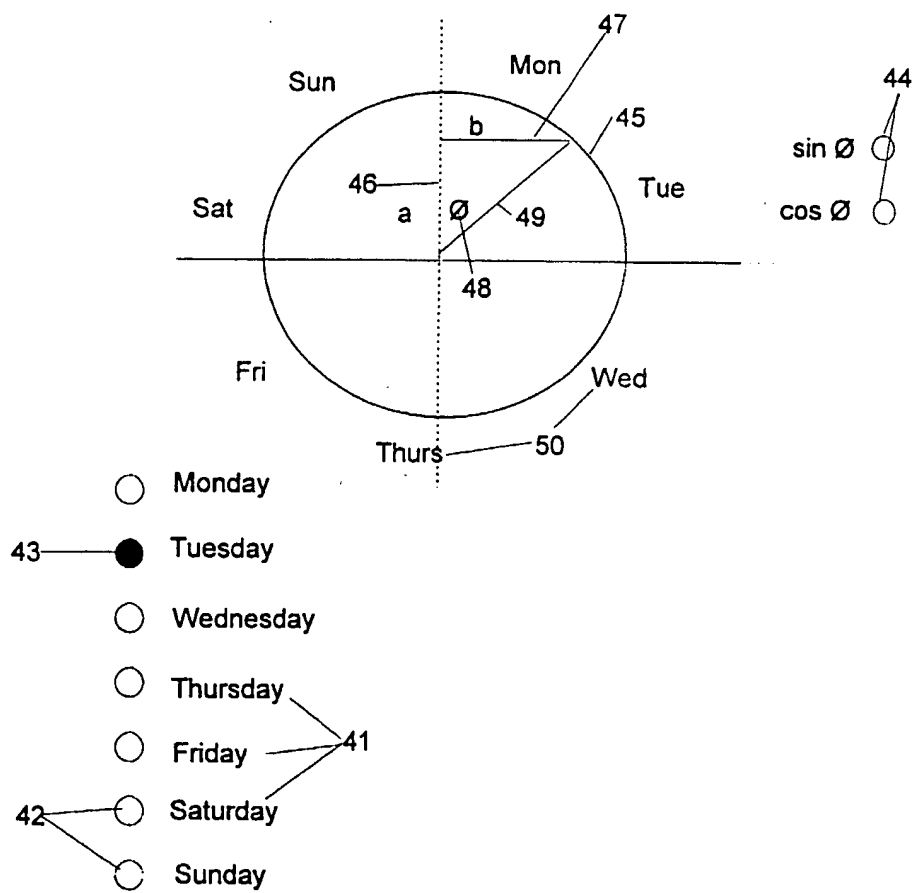 47
Sun
Mon
44
b
45
sin Ø
46
Sat
Tue
a
Ø
49
cos Ø
48
Fri
Wed
50
Thurs
Monday
43
Tuesday
Wednesday
Thursday
Friday
41
42
Saturday
Sunday